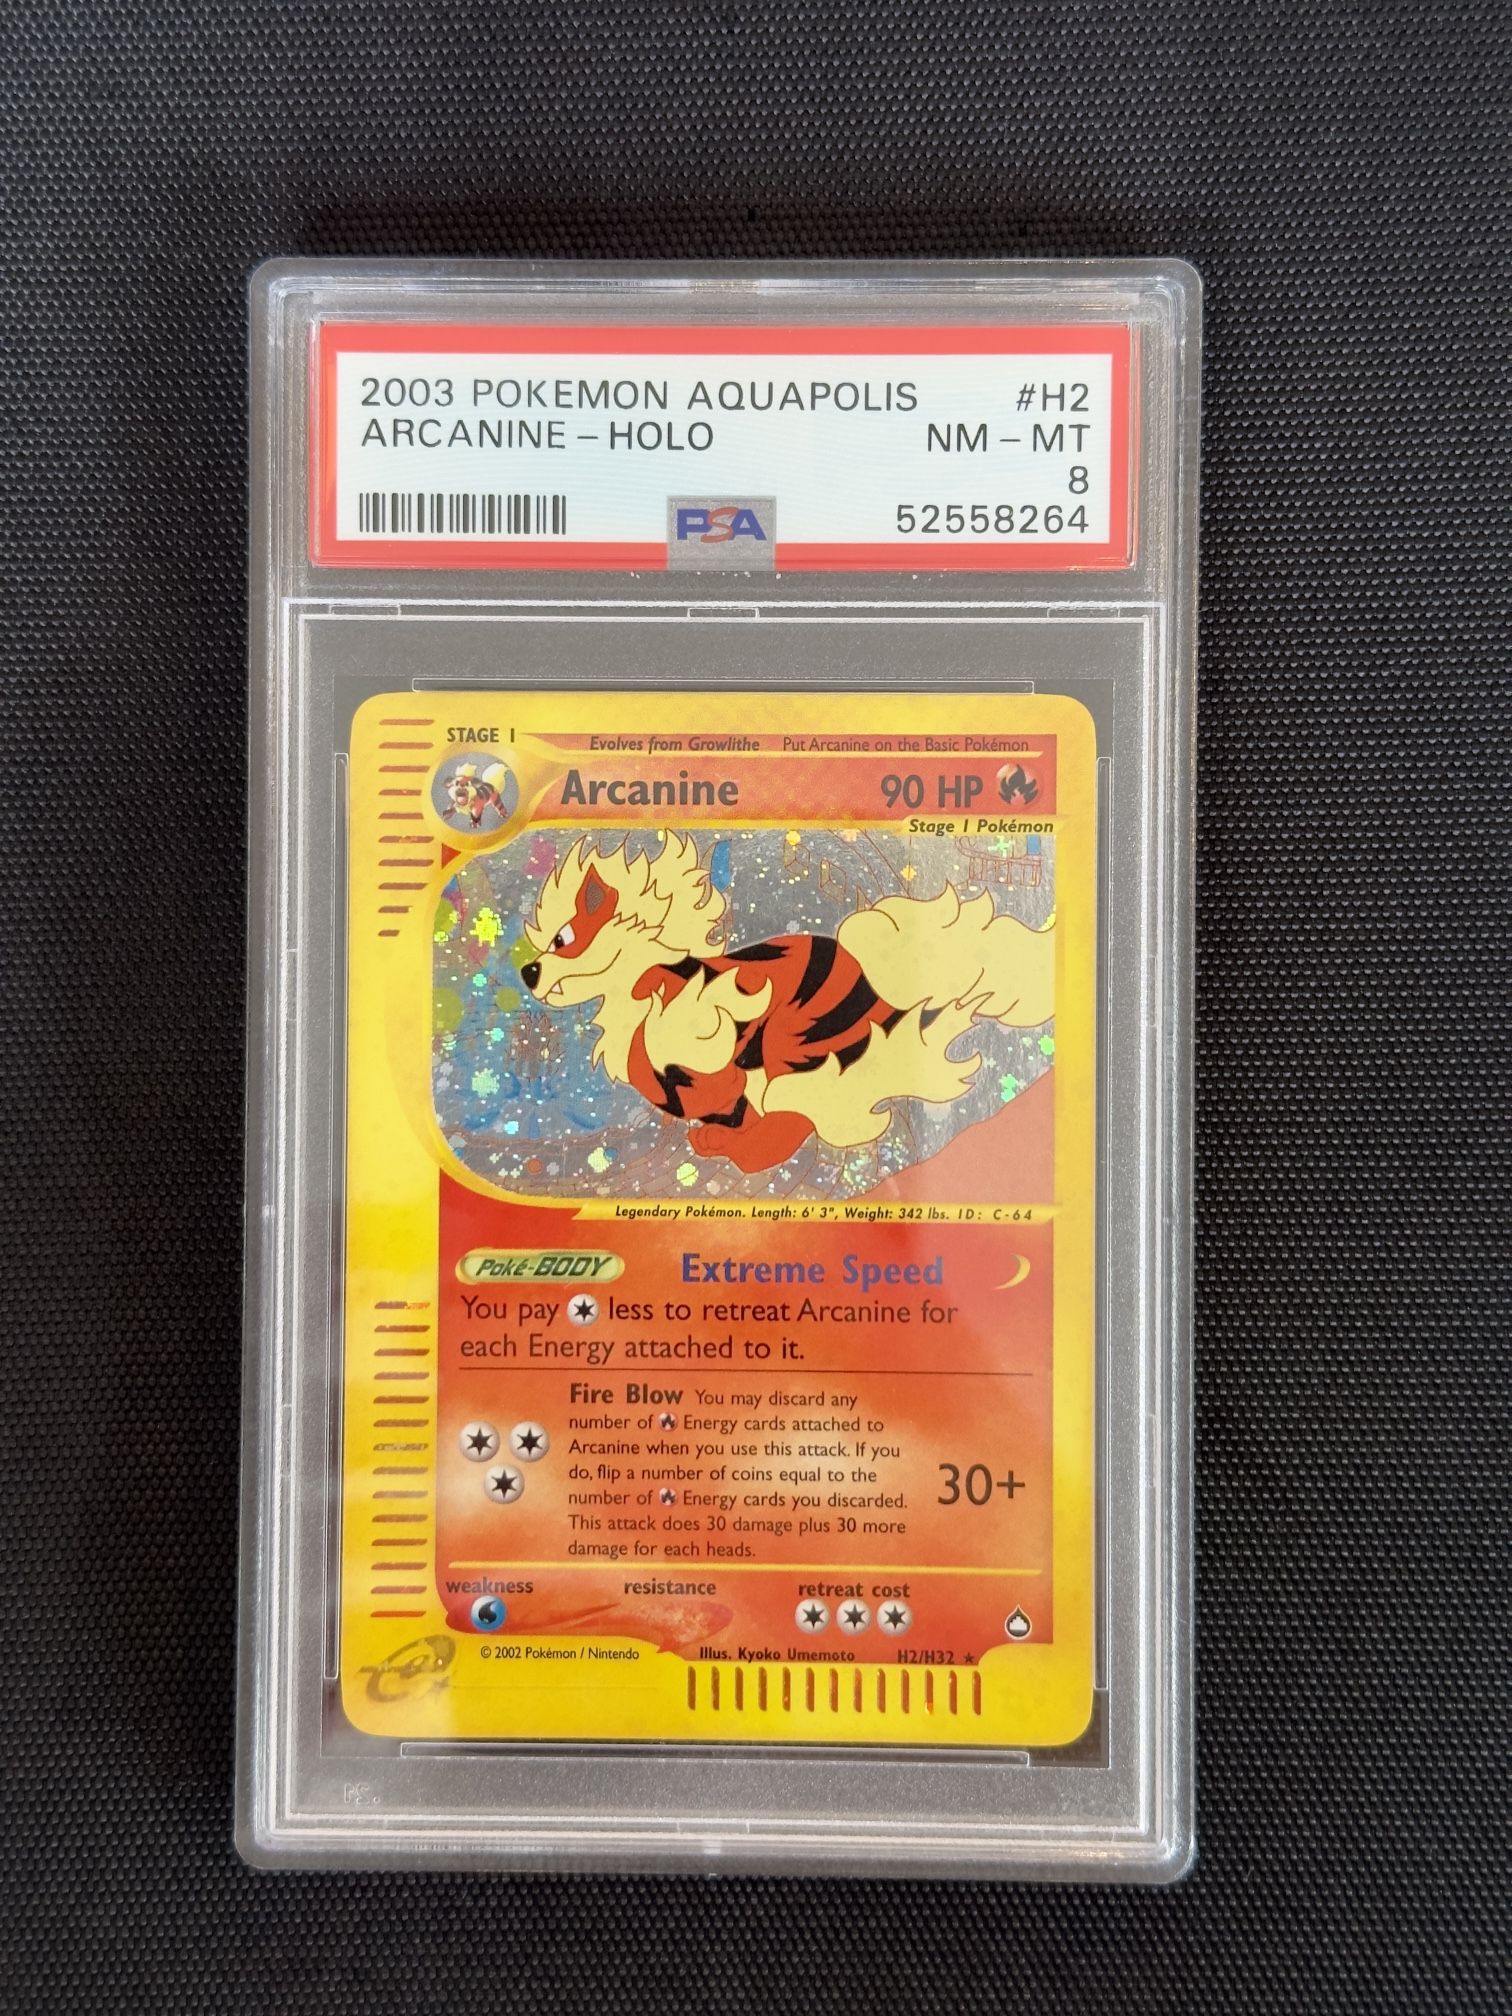 2003 POKEMON AQUAPOLIS #H2
ARCANINE - HOLO NM - MT
8
PSA 52558264
STAGE 1
Evolves from Growlithe Put Arcanine on the Basic Pokémon
Arcanine 90 HP
Stage 1 Pokémon
Legendary Pokémon. Length: 6' 3", Weight: 342 lbs. ID: C-64
Poké-BODY Extreme Speed
You pay less to retreat Arcanine for
each Energy attached to it.
Fire Blow You may discard any
number of Energy cards attached to
Arcanine when you use this attack. If you
do, flip a number of coins equal to the
number of Energy cards you discarded.
This attack does 30 damage plus 30 more
damage for each heads.
30+
weakness resistance retreat cost
© 2002 Pokémon / Nintendo Illus. Kyoko Umemoto H2/H32 ★